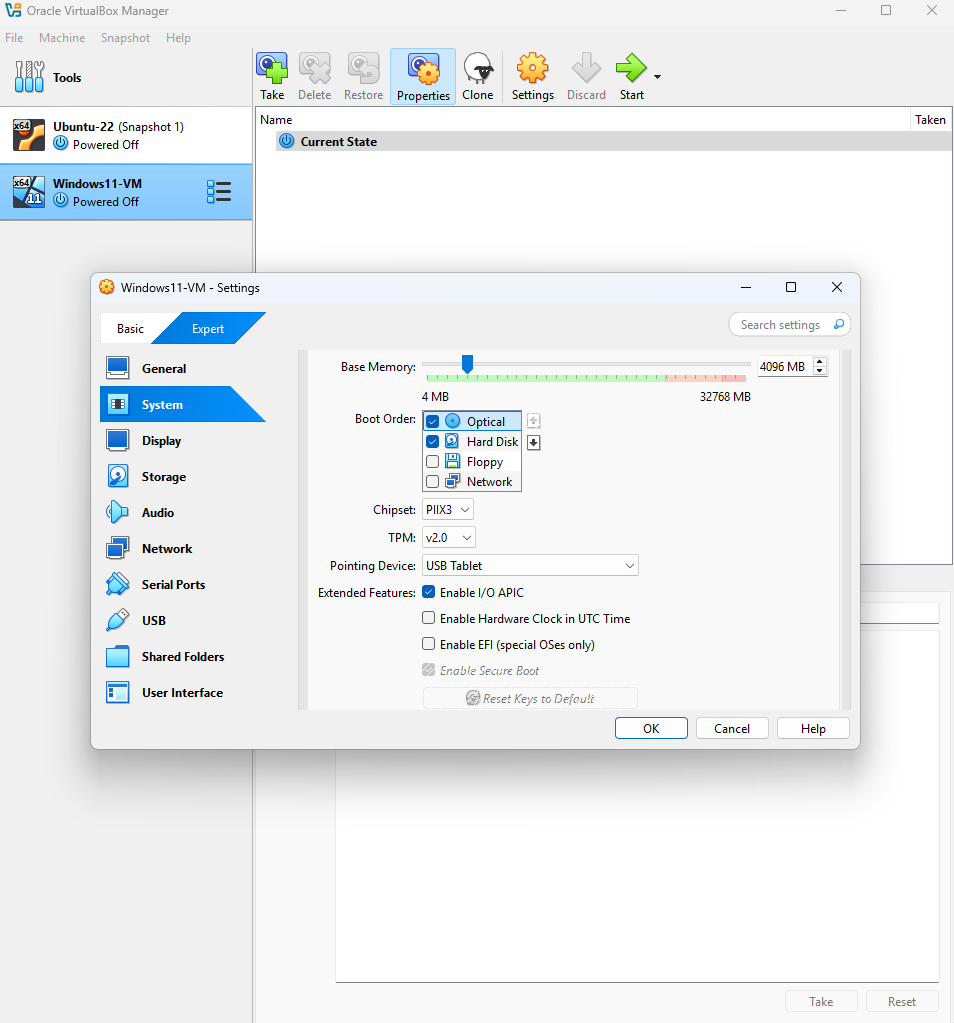 Oracle VirtualBox Manager
File Machine Snapshot Help
Tools
Take Delete Restore Properties Clone Settings Discard Start
Name Taken
Current State
x64
Ubuntu-22 (Snapshot 1)
Powered Off
x64
11
Windows11-VM
Powered Off
Windows11-VM - Settings
Basic Expert
Search settings
General
System
Display
Storage
Audio
Network
Serial Ports
USB
Shared Folders
User Interface
Base Memory: 4096 MB
4 MB 32768 MB
Boot Order: Optical
Hard Disk
Floppy
Network
Chipset: PIIX3
TPM: v2.0
Pointing Device: USB Tablet
Extended Features: Enable I/O APIC
Enable Hardware Clock in UTC Time
Enable EFI (special OSes only)
Enable Secure Boot
Reset Keys to Default
OK Cancel Help
Take Reset